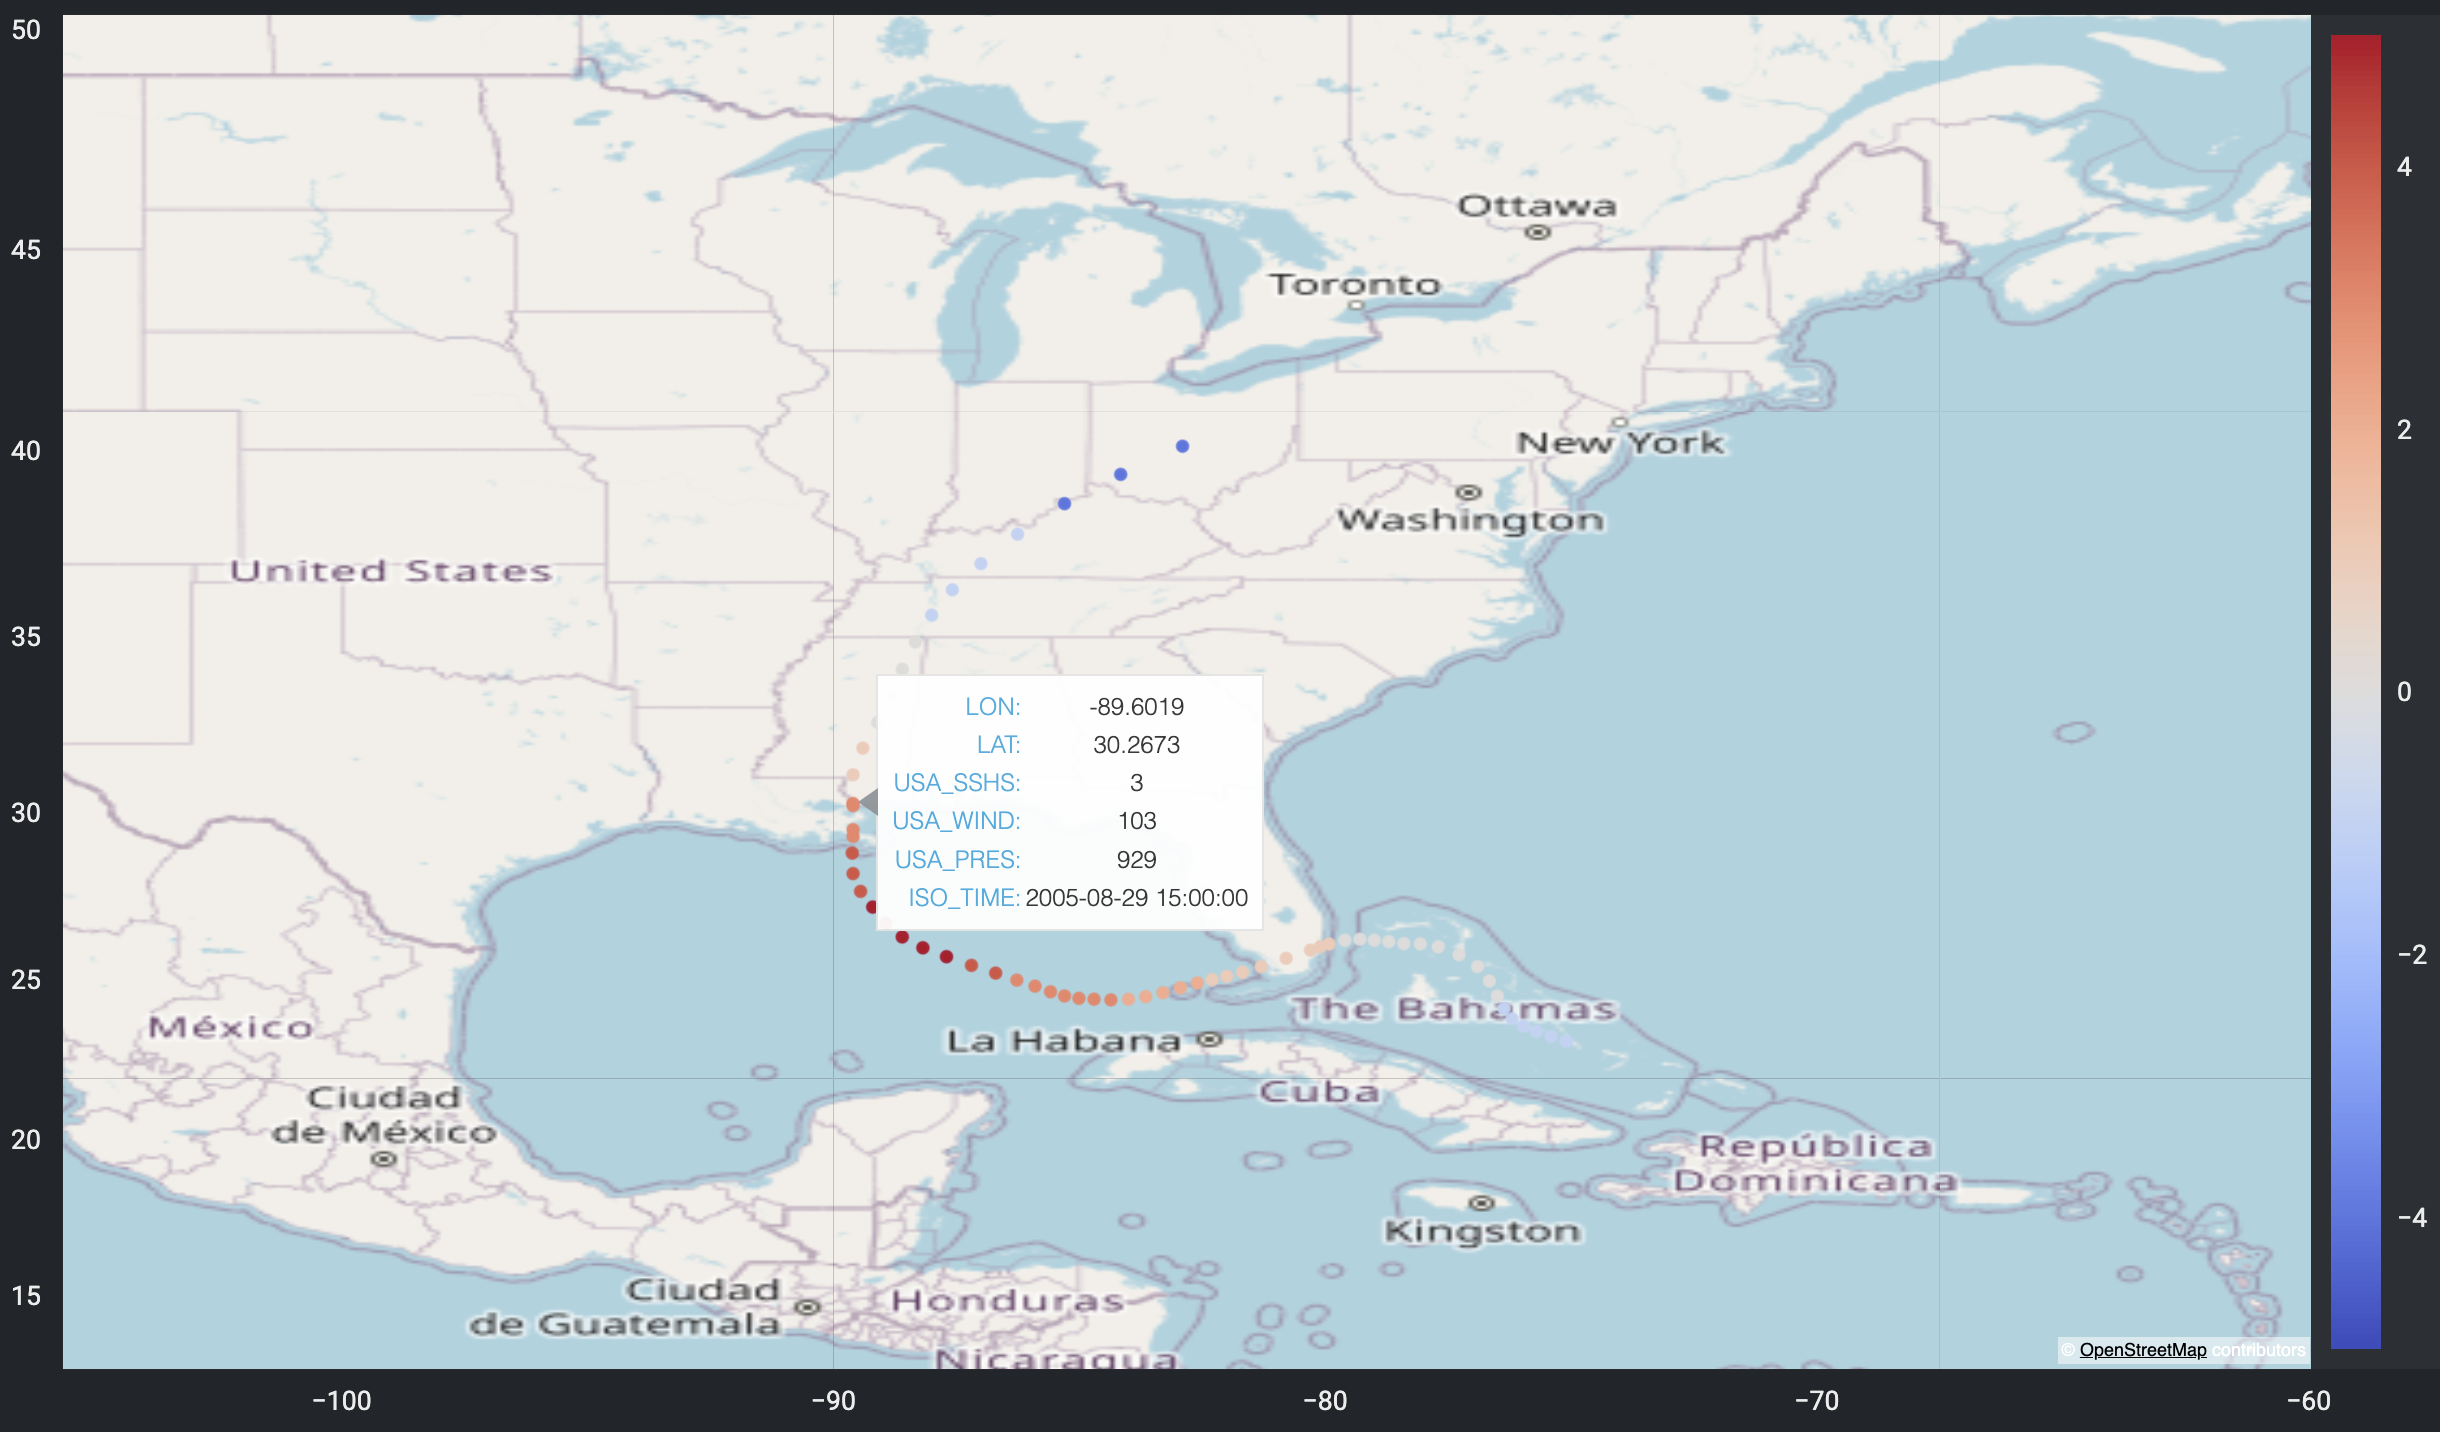 50
45
40
35
30
25
20
15
−100
−90
−80
−70
−60
4
2
0
−2
−4
Ottawa
Toronto
New York
Washington
United States
LON: -89.6019
LAT: 30.2673
USA_SSHS: 3
USA_WIND: 103
USA_PRES: 929
ISO_TIME: 2005-08-29 15:00:00
The Bahamas
México
La Habana
Cuba
Ciudad
de México
República
Dominicana
Kingston
Ciudad
de Guatemala
Honduras
Nicaragua
© OpenStreetMap contributors